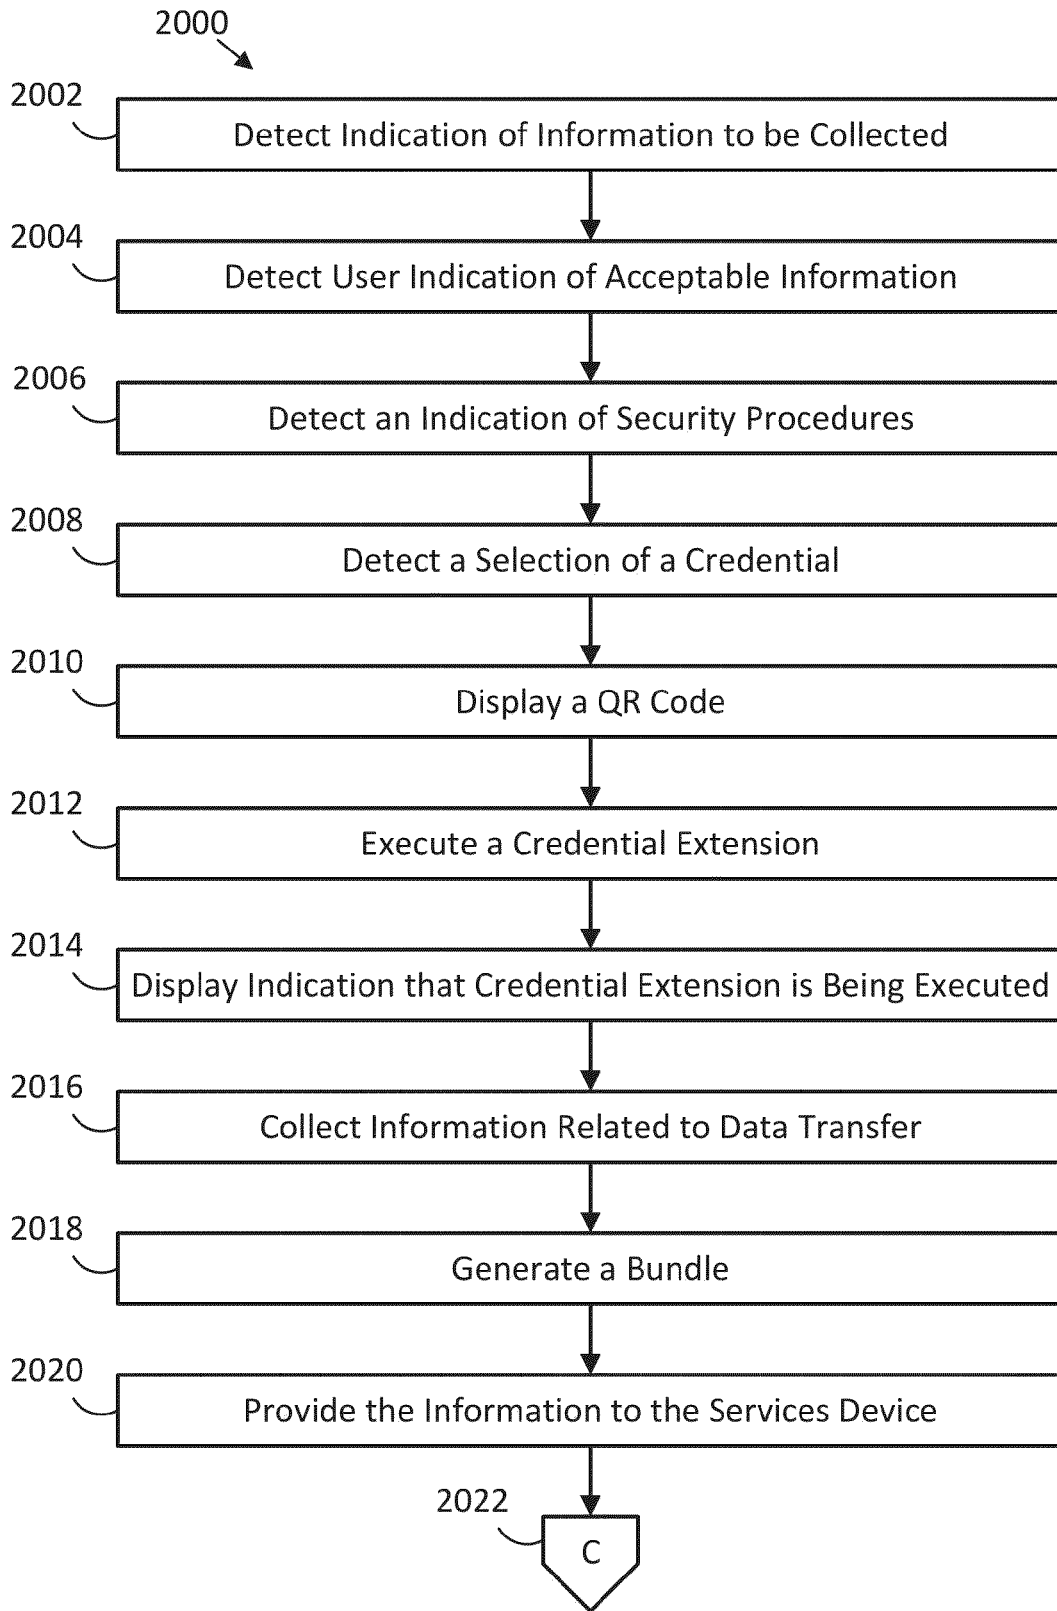 2000
2002
Detect Indication of Information to be Collected
2004
Detect User Indication of Acceptable Information
2006
Detect an Indication of Security Procedures
2008
Detect a Selection of a Credential
2010
Display a QR Code
2012
Execute a Credential Extension
2014
Display Indication that Credential Extension is Being Executed
2016
Collect Information Related to Data Transfer
2018
Generate a Bundle
2020
Provide the Information to the Services Device
2022
C